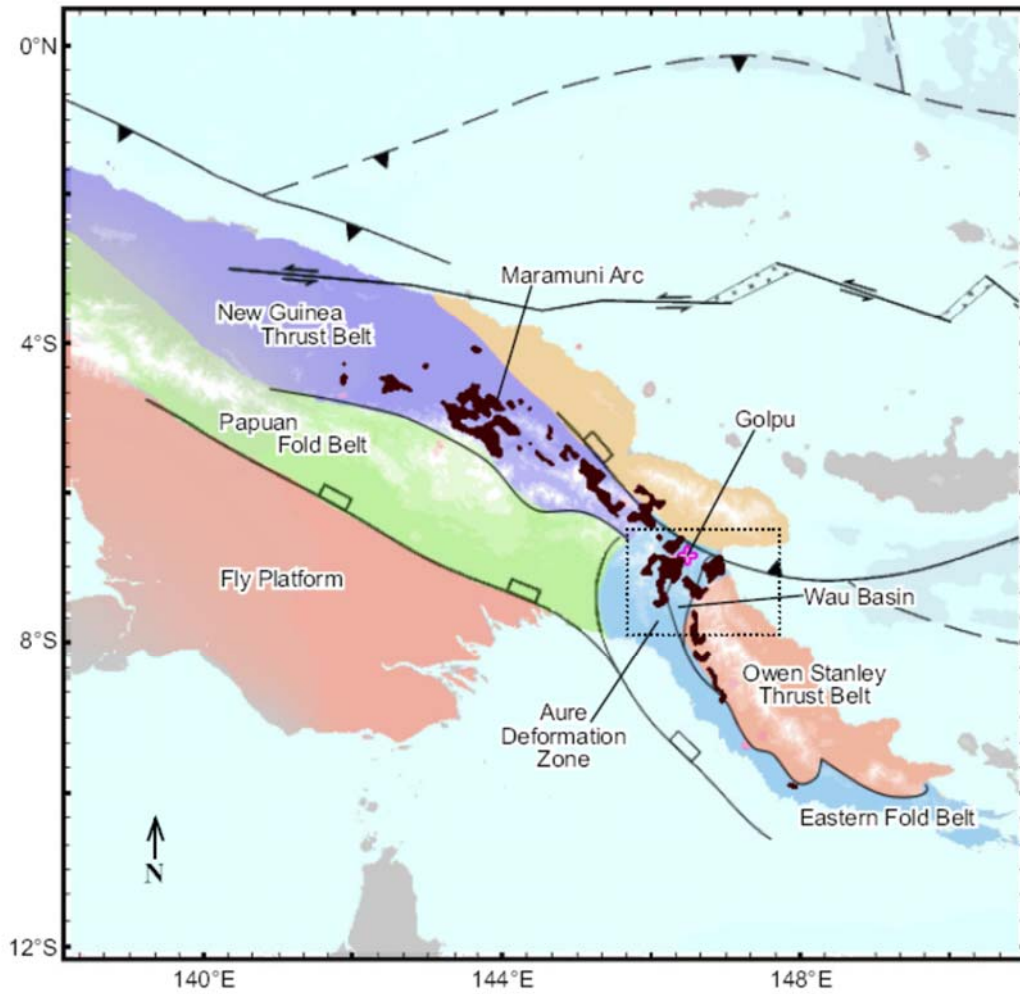 0°N
Maramuni Arc
New Guinea
Thrust Belt
4°S
Golpu
Papuan
Fold Belt
Fly Platform
Wau Basin
8°S
Owen Stanley
Thrust Belt
Aure
Deformation
Zone
Eastern Fold Belt
N
12°S
140°E
144°E
148°E